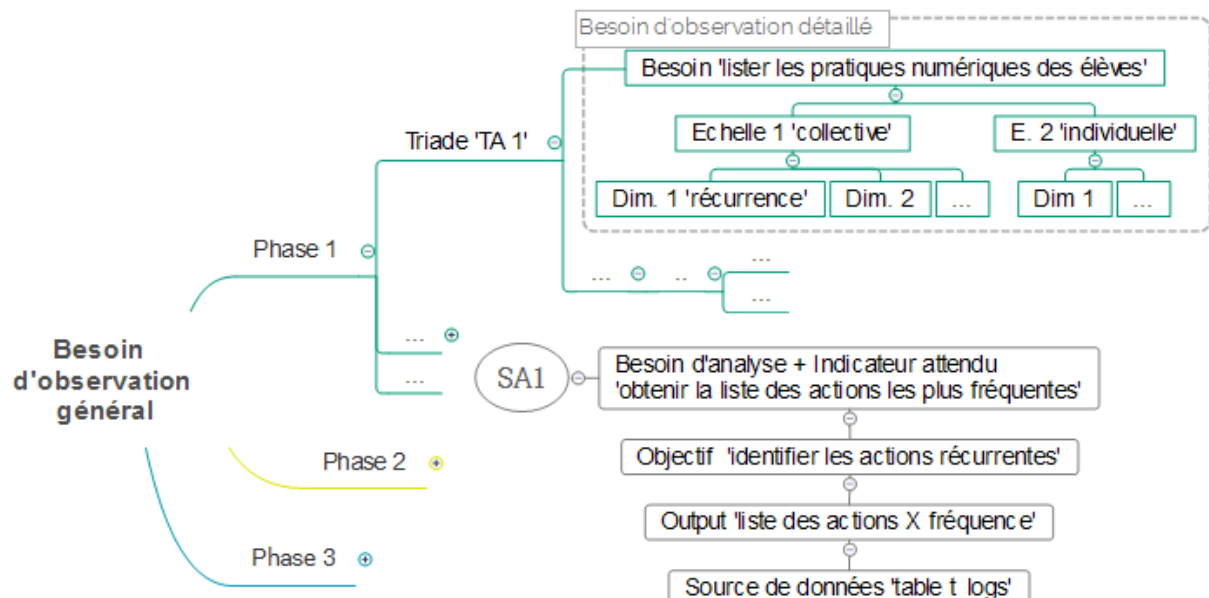 Besoin d'observation détaillé
Besoin 'lister les pratiques numériques des élèves'
Echelle 1 'collective'
E. 2 'individuelle'
Dim. 1 'récurrence'
Dim. 2
...
Dim 1
...
Triade 'TA 1'
Phase 1
...
..
...
...
...
...
Besoin
d'observation
général
SA1
Besoin d'analyse + Indicateur attendu
'obtenir la liste des actions les plus fréquentes'
Objectif 'identifier les actions récurrentes'
Output 'liste des actions X fréquence'
Source de données 'table t_logs'
Phase 2
Phase 3